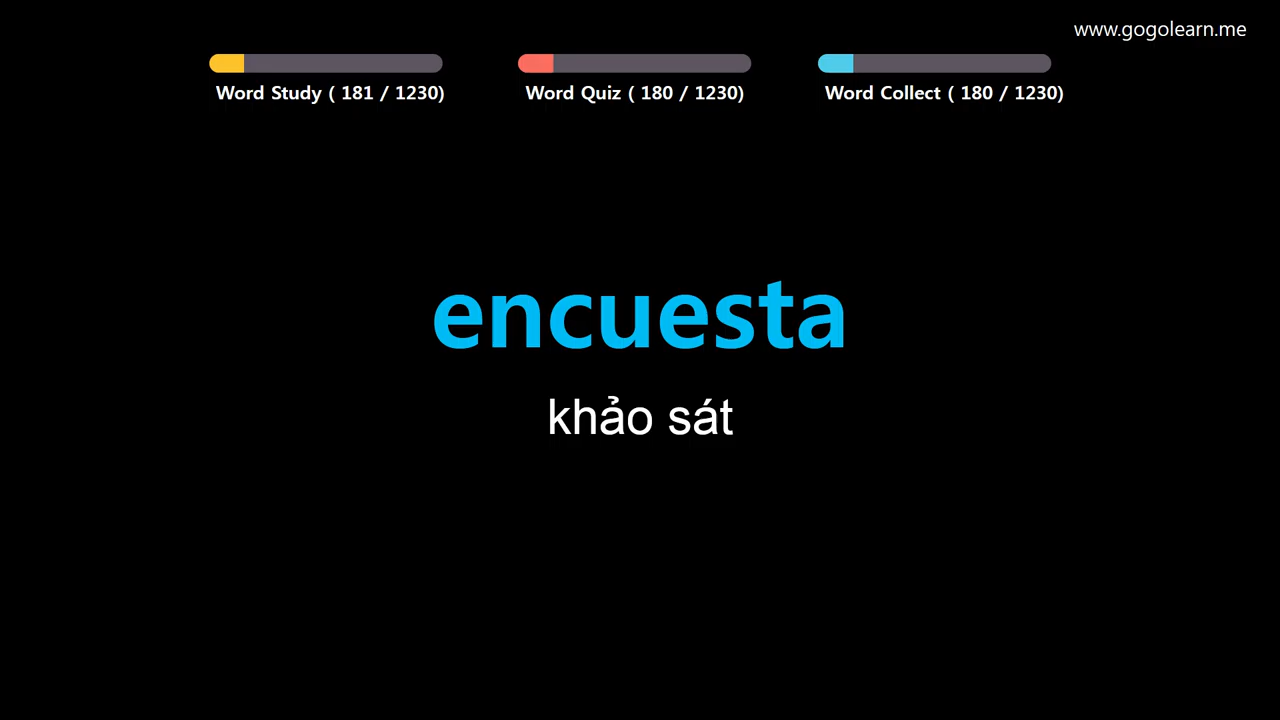 www.gogolearn.me
Word Study ( 181 / 1230)
Word Quiz ( 180 / 1230)
Word Collect ( 180 / 1230)
encuesta
khảo sát